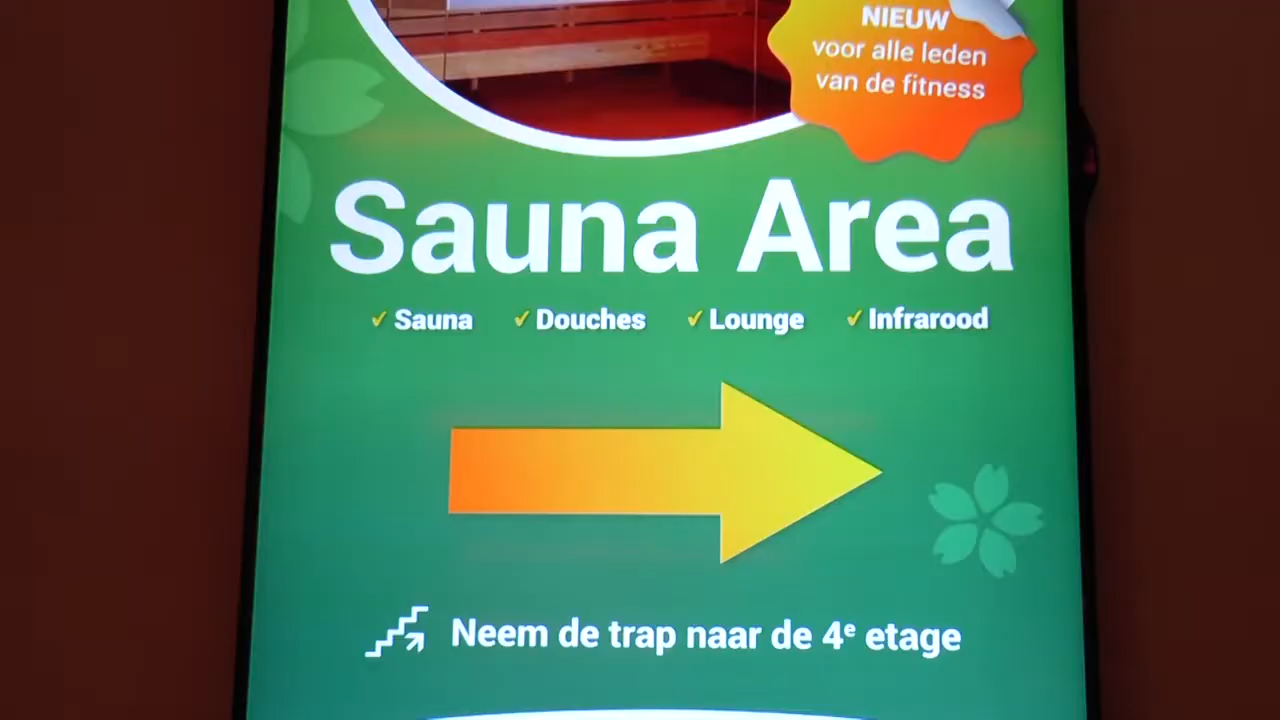 NIEUW
voor alle leden
van de fitness
Sauna Area
✓ Sauna ✓ Douches ✓ Lounge ✓ Infrarood
Neem de trap naar de 4e etage